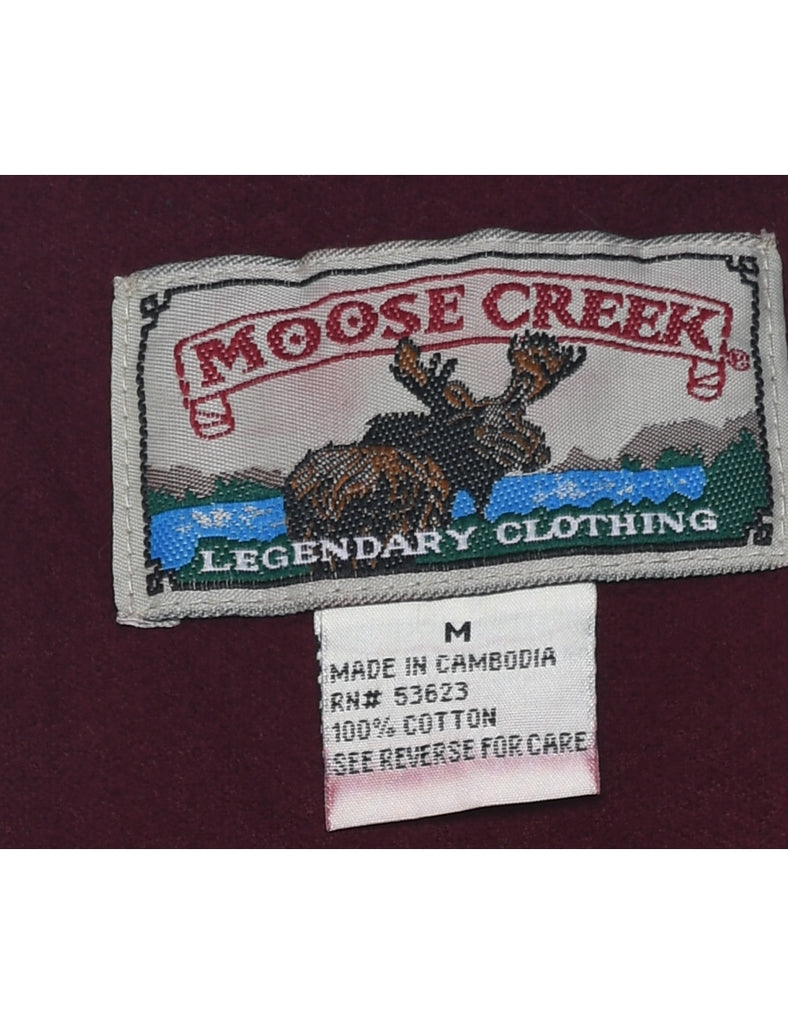 MOOSE CREEK®
LEGENDARY CLOTHING
M
MADE IN CAMBODIA
RN# 53623
100% COTTON
SEE REVERSE FOR CARE